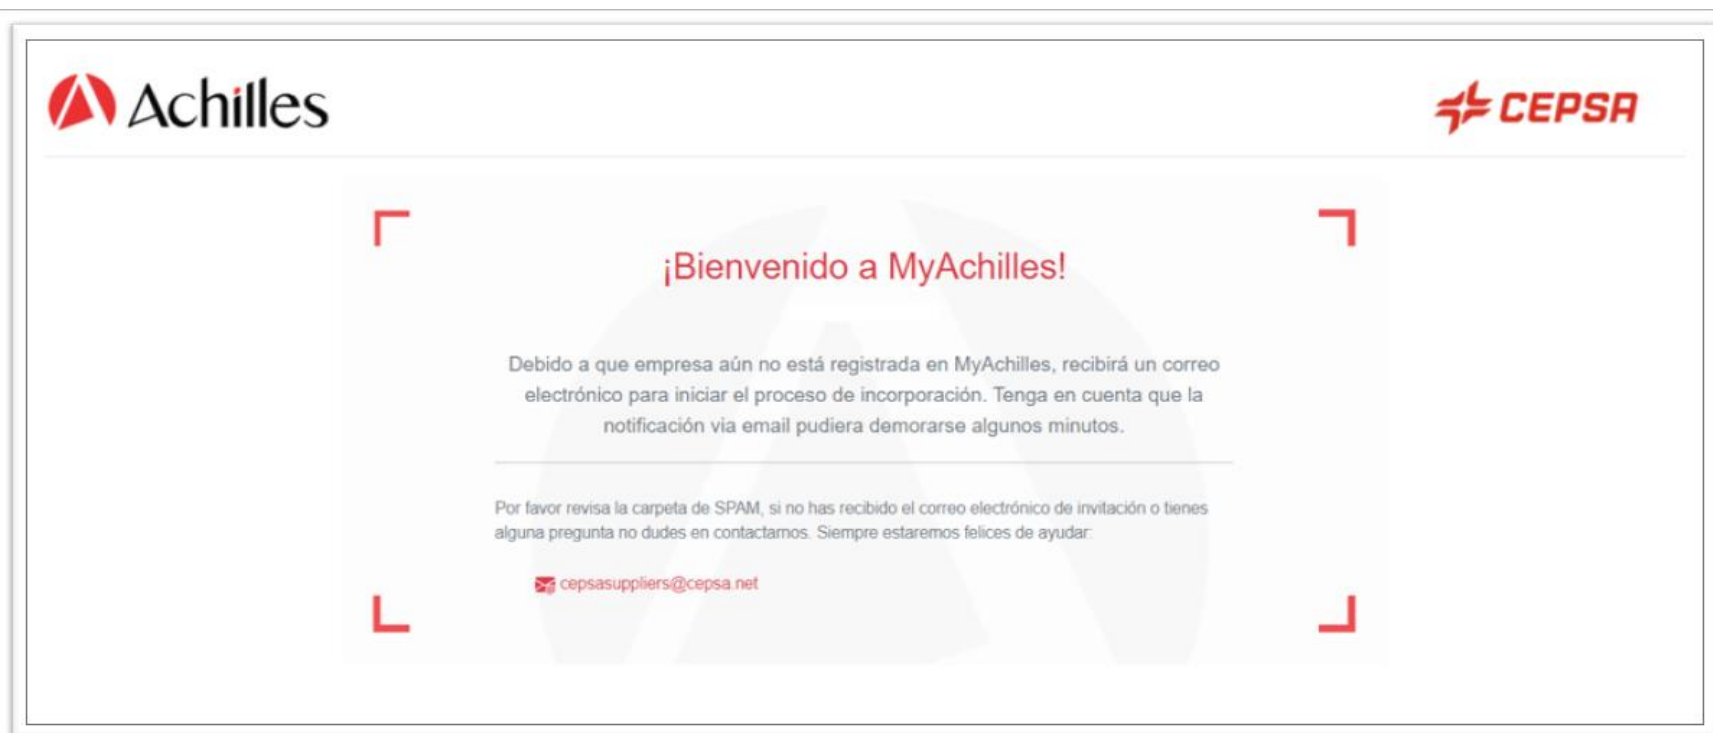 Achilles
CEPSA
¡Bienvenido a MyAchilles!
Debido a que empresa aún no está registrada en MyAchilles, recibirá un correo
electrónico para iniciar el proceso de incorporación. Tenga en cuenta que la
notificación via email pudiera demorarse algunos minutos.
Por favor revisa la carpeta de SPAM, si no has recibido el correo electrónico de invitación o tienes
alguna pregunta no dudes en contactarnos. Siempre estaremos felices de ayudar:
cepsasuppliers@cepsa.net